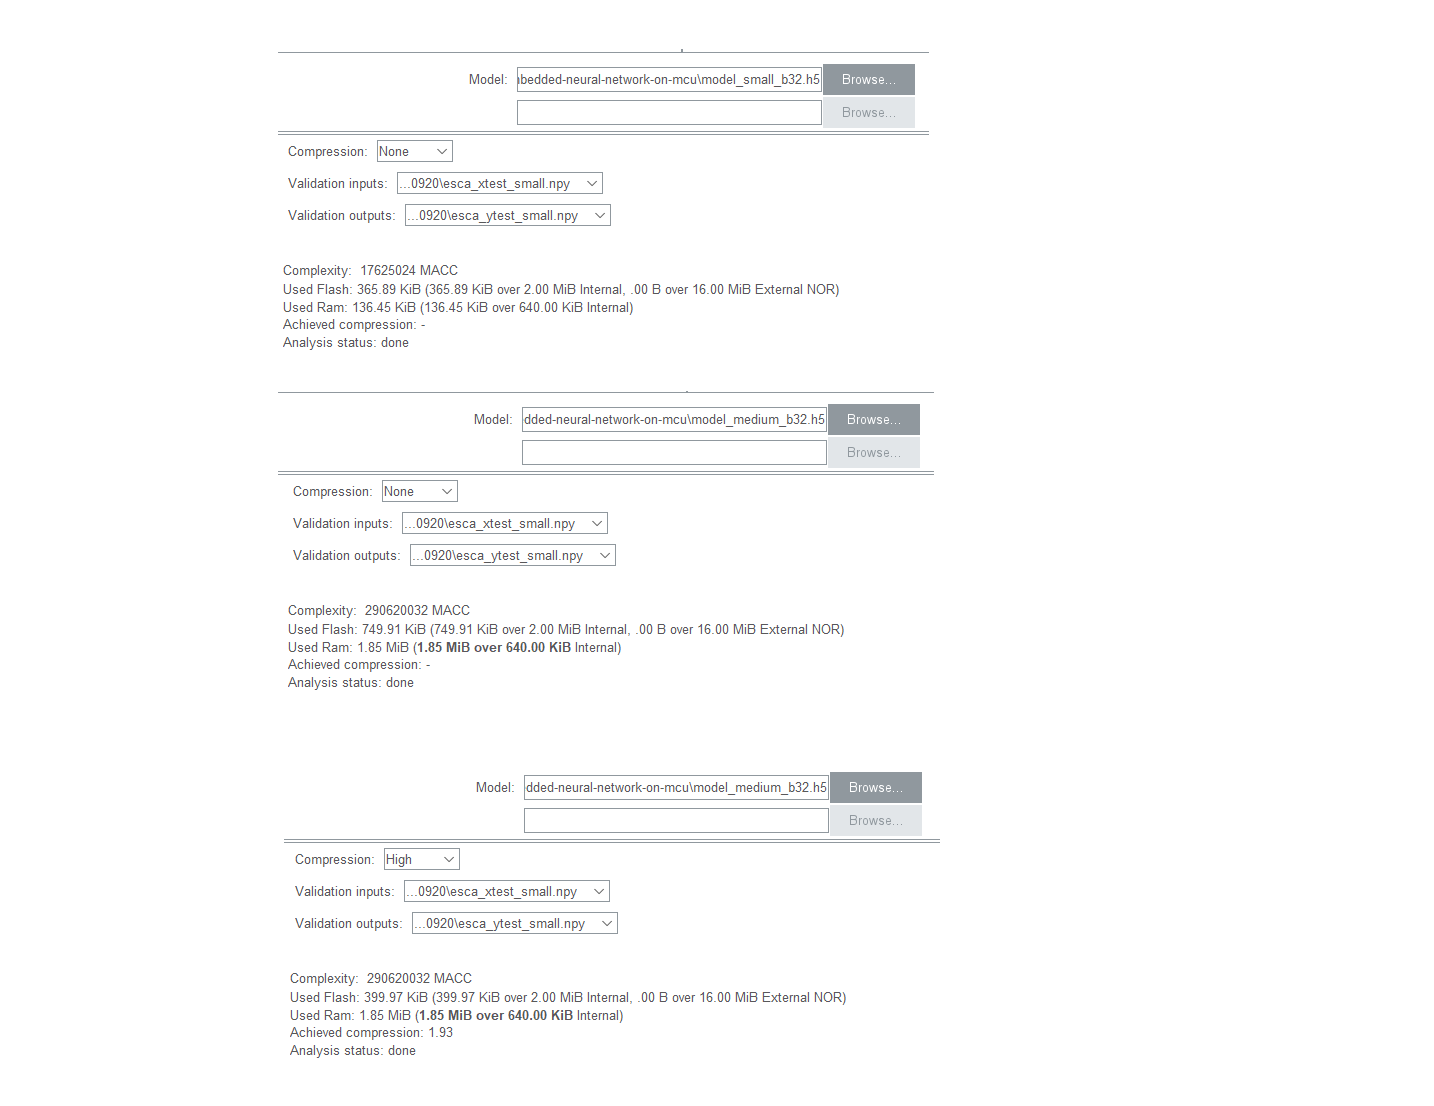 Model: nbedded-neural-network-on-mcu\model_small_b32.h5 Browse...
Browse...
Compression: None
Validation inputs: ...0920\esca_xtest_small.npy
Validation outputs: ...0920\esca_ytest_small.npy
Complexity: 17625024 MACC
Used Flash: 365.89 KiB (365.89 KiB over 2.00 MiB Internal, .00 B over 16.00 MiB External NOR)
Used Ram: 136.45 KiB (136.45 KiB over 640.00 KiB Internal)
Achieved compression: -
Analysis status: done
Model: dded-neural-network-on-mcu\model_medium_b32.h5 Browse...
Browse...
Compression: None
Validation inputs: ...0920\esca_xtest_small.npy
Validation outputs: ...0920\esca_ytest_small.npy
Complexity: 290620032 MACC
Used Flash: 749.91 KiB (749.91 KiB over 2.00 MiB Internal, .00 B over 16.00 MiB External NOR)
Used Ram: 1.85 MiB (1.85 MiB over 640.00 KiB Internal)
Achieved compression: -
Analysis status: done
Model: dded-neural-network-on-mcu\model_medium_b32.h5 Browse...
Browse...
Compression: High
Validation inputs: ...0920\esca_xtest_small.npy
Validation outputs: ...0920\esca_ytest_small.npy
Complexity: 290620032 MACC
Used Flash: 399.97 KiB (399.97 KiB over 2.00 MiB Internal, .00 B over 16.00 MiB External NOR)
Used Ram: 1.85 MiB (1.85 MiB over 640.00 KiB Internal)
Achieved compression: 1.93
Analysis status: done